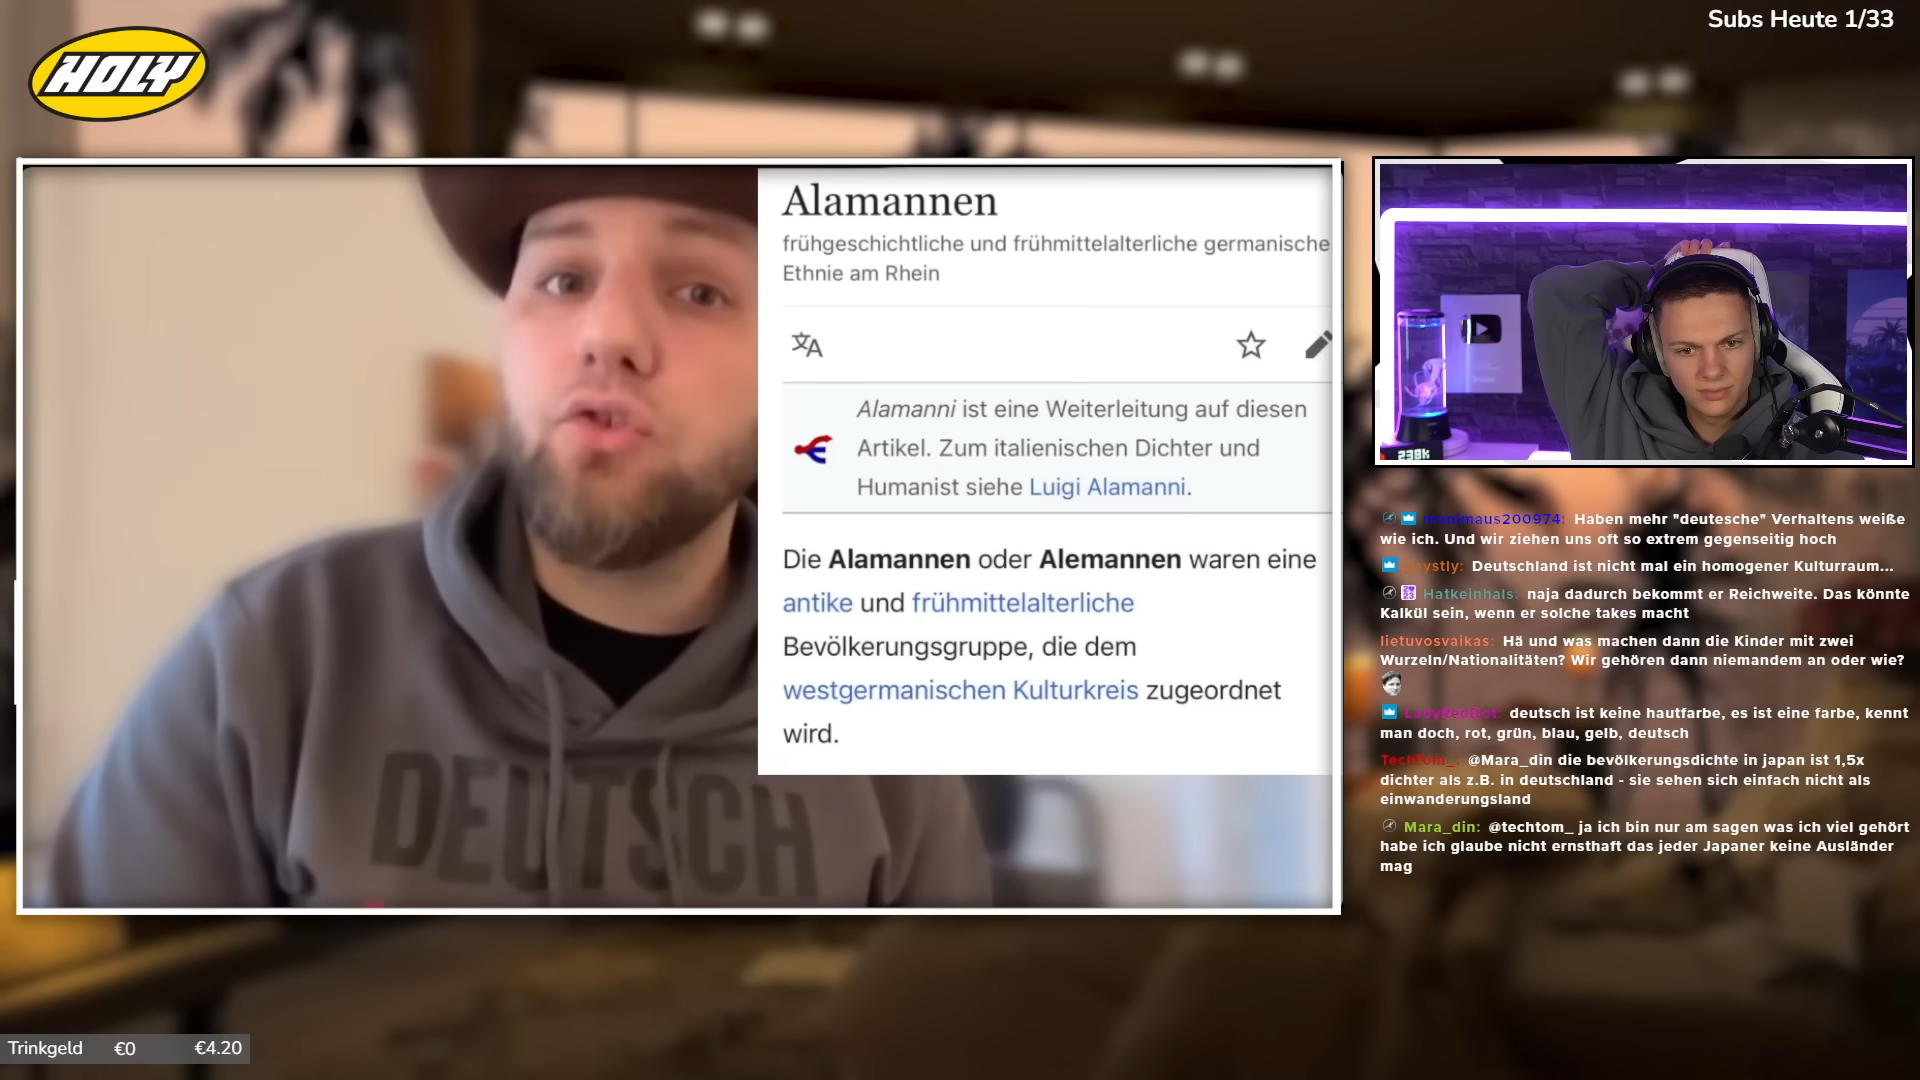 Subs Heute 1/33
HOLY
Alamannen
frühgeschichtliche und frühmittelalterliche germanische
Ethnie am Rhein
Alamanni ist eine Weiterleitung auf diesen
Artikel. Zum italienischen Dichter und
Humanist siehe Luigi Alamanni.
Die Alamannen oder Alemannen waren eine
antike und frühmittelalterliche
Bevölkerungsgruppe, die dem
westgermanischen Kulturkreis zugeordnet
wird.
DEUTSCH
238k
monimaus200974: Haben mehr "deutesche" Verhaltens weiße
wie ich. Und wir ziehen uns oft so extrem gegenseitig hoch
Deutschland ist nicht mal ein homogener Kulturraum...
Hatkeinhals: naja dadurch bekommt er Reichweite. Das könnte
Kalkül sein, wenn er solche takes macht
lietuvosvaikas: Hä und was machen dann die Kinder mit zwei
Wurzeln/Nationalitäten? Wir gehören dann niemandem an oder wie?
LadyRedDot: deutsch ist keine hautfarbe, es ist eine farbe, kennt
man doch, rot, grün, blau, gelb, deutsch
TechTom_: @Mara_din die bevölkerungsdichte in japan ist 1,5x
dichter als z.B. in deutschland - sie sehen sich einfach nicht als
einwanderungsland
Mara_din: @techtom_ ja ich bin nur am sagen was ich viel gehört
habe ich glaube nicht ernsthaft das jeder Japaner keine Ausländer
mag
Trinkgeld €0 €4.20